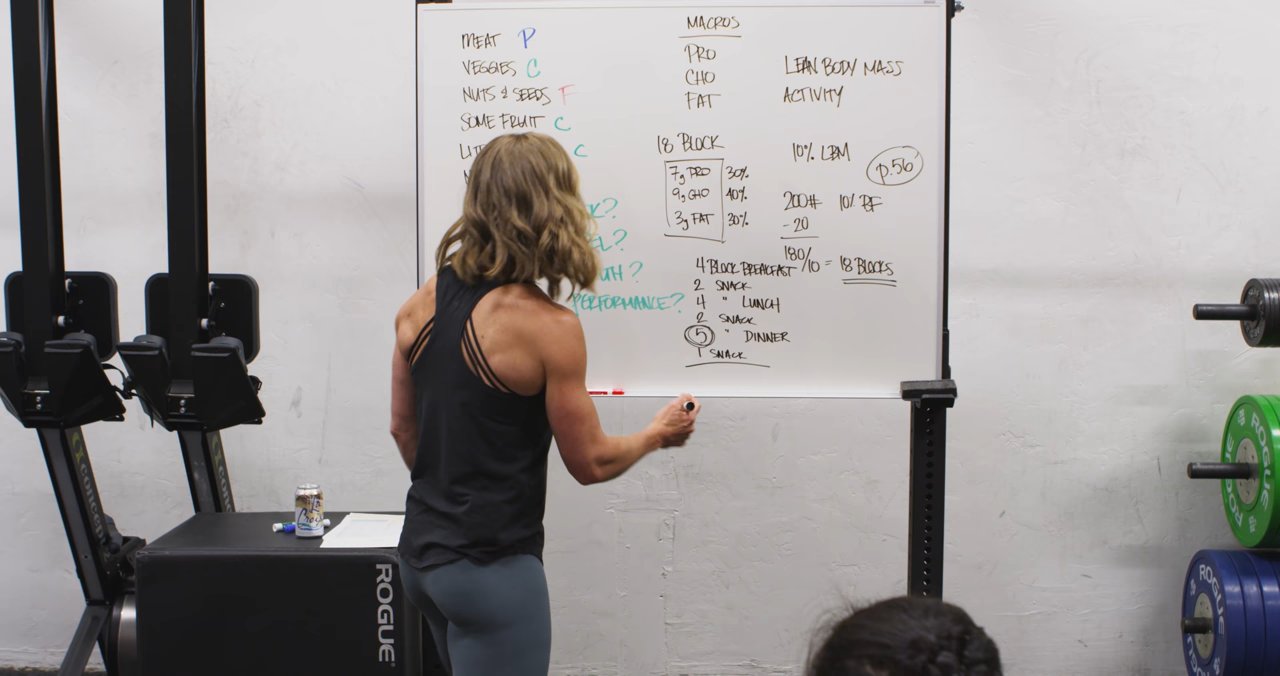 MEAT P
VEGGIES C
NUTS & SEEDS F
SOME FRUIT C
C
L?
TH?
PERFORMANCE?
MACROS
PRO
CHO
FAT
18 BLOCK
7g PRO 30%
9g CHO 40%
3g FAT 30%
4 BLOCK BREAKFAST
2 SNACK
4 " LUNCH
2 SNACK
5 " DINNER
1 SNACK
LEAN BODY MASS
ACTIVITY
10% LBM
p.56
200# 10% BF
- 20
180/10 = 18 BLOCKS
ROGUE
ROGUE
ROGUE
ROGUE